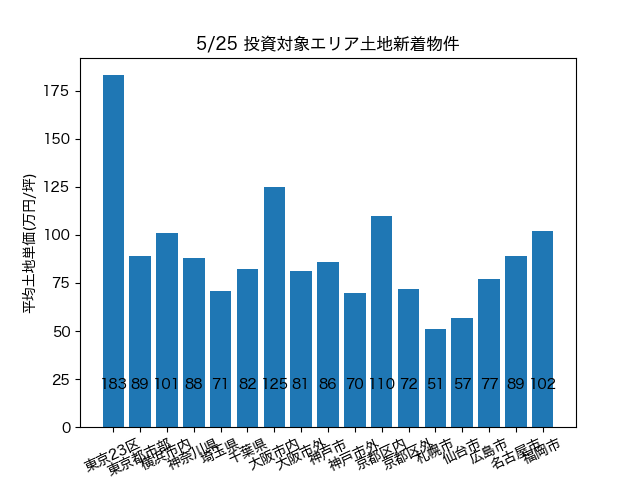 5/25 投資対象エリア土地新着物件
平均土地単価(万円/坪)
175
150
125
100
75
50
25
0
183 89 101 88 71 82 125 81 86 70 110 72 51 57 77 89 102
東京23区
東京都市部
横浜市内
神奈川県
埼玉県
千葉県
大阪市内
大阪市外
神戸市
神戸市外
京都区内
京都区外
札幌市
仙台市
広島市
名古屋市
福岡市